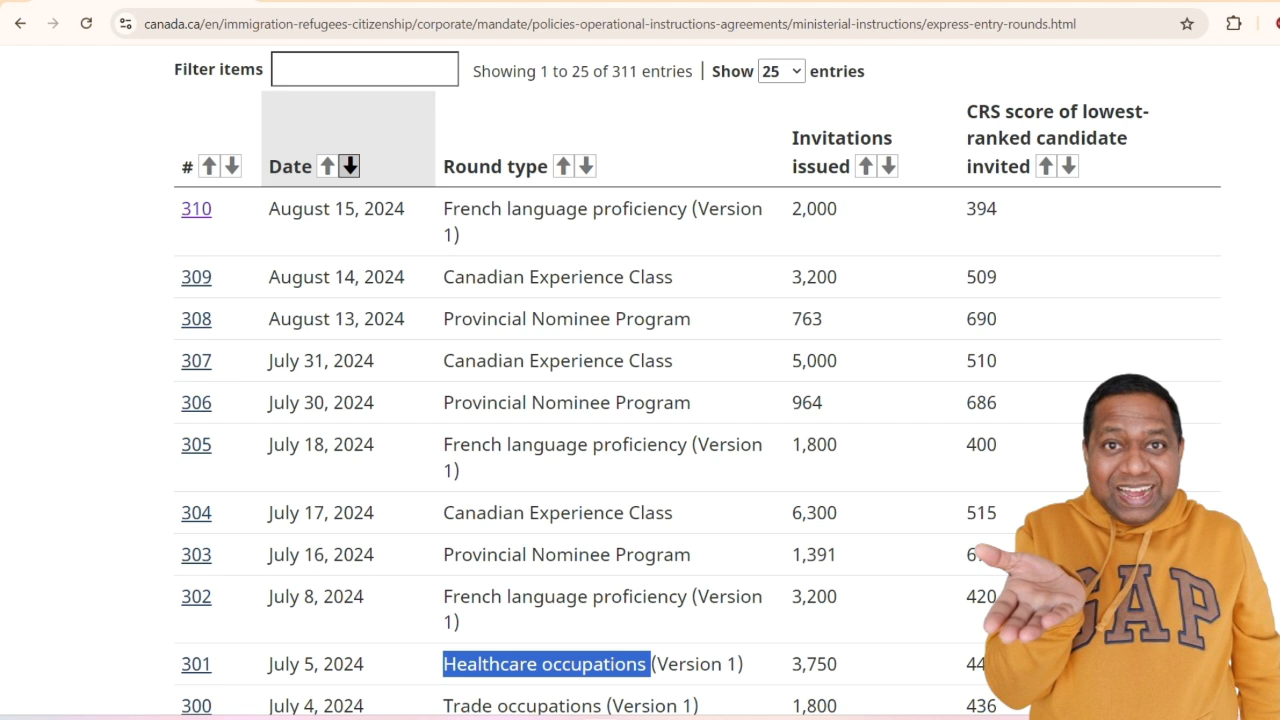 canada.ca/en/immigration-refugees-citizenship/corporate/mandate/policies-operational-instructions-agreements/ministerial-instructions/express-entry-rounds.html
Filter items Showing 1 to 25 of 311 entries | Show 25 entries
CRS score of lowest-
Invitations ranked candidate
# Date Round type issued invited
310 August 15, 2024 French language proficiency (Version 2,000 394
1)
309 August 14, 2024 Canadian Experience Class 3,200 509
308 August 13, 2024 Provincial Nominee Program 763 690
307 July 31, 2024 Canadian Experience Class 5,000 510
306 July 30, 2024 Provincial Nominee Program 964 686
305 July 18, 2024 French language proficiency (Version 1,800 400
1)
304 July 17, 2024 Canadian Experience Class 6,300 515
303 July 16, 2024 Provincial Nominee Program 1,391
302 July 8, 2024 French language proficiency (Version 3,200 420
1)
301 July 5, 2024 Healthcare occupations (Version 1) 3,750
300 July 4, 2024 Trade occupations (Version 1) 1,800 436
GAP